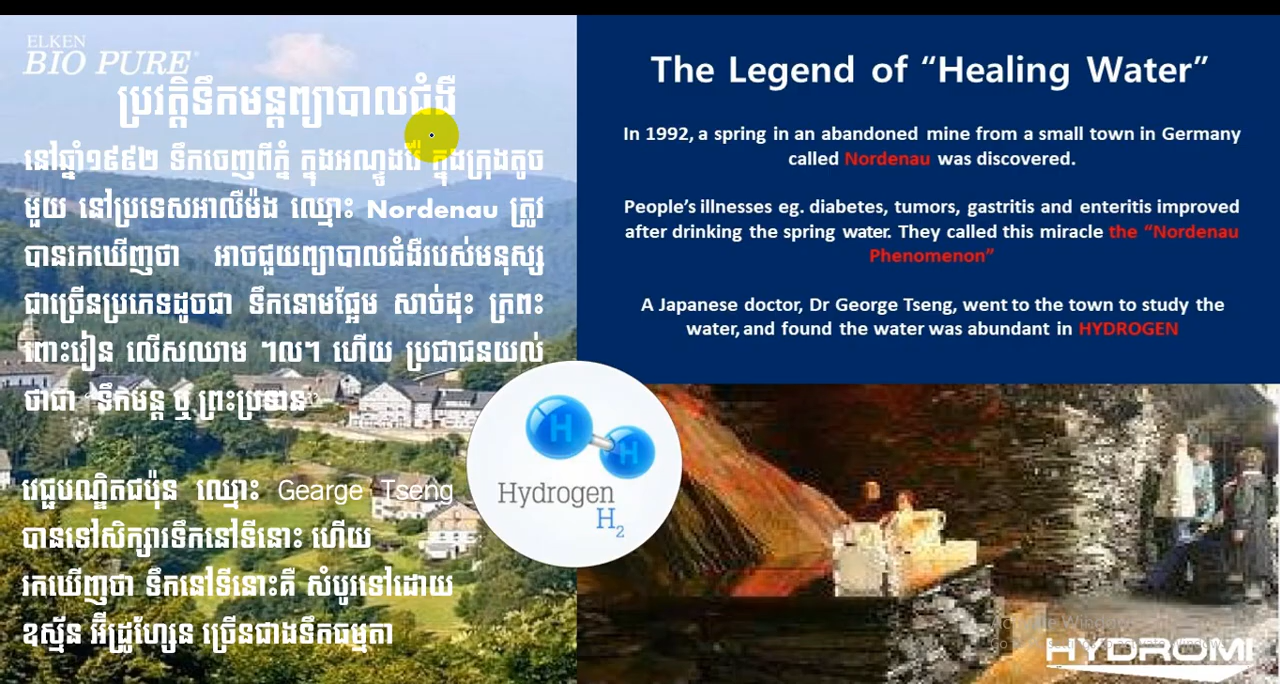 ELKEN
BIO PURE
ប្រវត្តិទឹកមន្តព្យាបាលជំងឺ
នៅឆ្នាំ១៩៩២ ទឹកចេញពីភ្នំ ក្នុងអណ្តូងរ៉ែ ក្នុងក្រុងតូច
មួយ នៅប្រទេសអាលឺម៉ង ឈ្មោះ Nordenau ត្រូវ
បានរកឃើញថា អាចជួយព្យាបាលជំងឺរបស់មនុស្ស
ជាច្រើនប្រភេទដូចជា ទឹកនោមផ្អែម សាច់ដុះ ក្រពះ
ពោះវៀន លើសឈាម ។ល។ ហើយ ប្រជាជនយល់
ថាជា “ទឹកមន្ត ឬ ព្រះប្រទាន”
វេជ្ជបណ្ឌិតជប៉ុន ឈ្មោះ Gearge Tseng
បានទៅសិក្សារទឹកនៅទីនោះ ហើយ
រកឃើញថា ទឹកនៅទីនោះគឺ សំបូរទៅដោយ
ឧស្ម័ន អ៊ីដ្រូហ្សែន ច្រើនជាងទឹកធម្មតា
The Legend of “Healing Water”
In 1992, a spring in an abandoned mine from a small town in Germany
called Nordenau was discovered.
People’s illnesses eg. diabetes, tumors, gastritis and enteritis improved
after drinking the spring water. They called this miracle the “Nordenau
Phenomenon”
A Japanese doctor, Dr George Tseng, went to the town to study the
water, and found the water was abundant in HYDROGEN
H H
Hydrogen
H2
HYDROMI